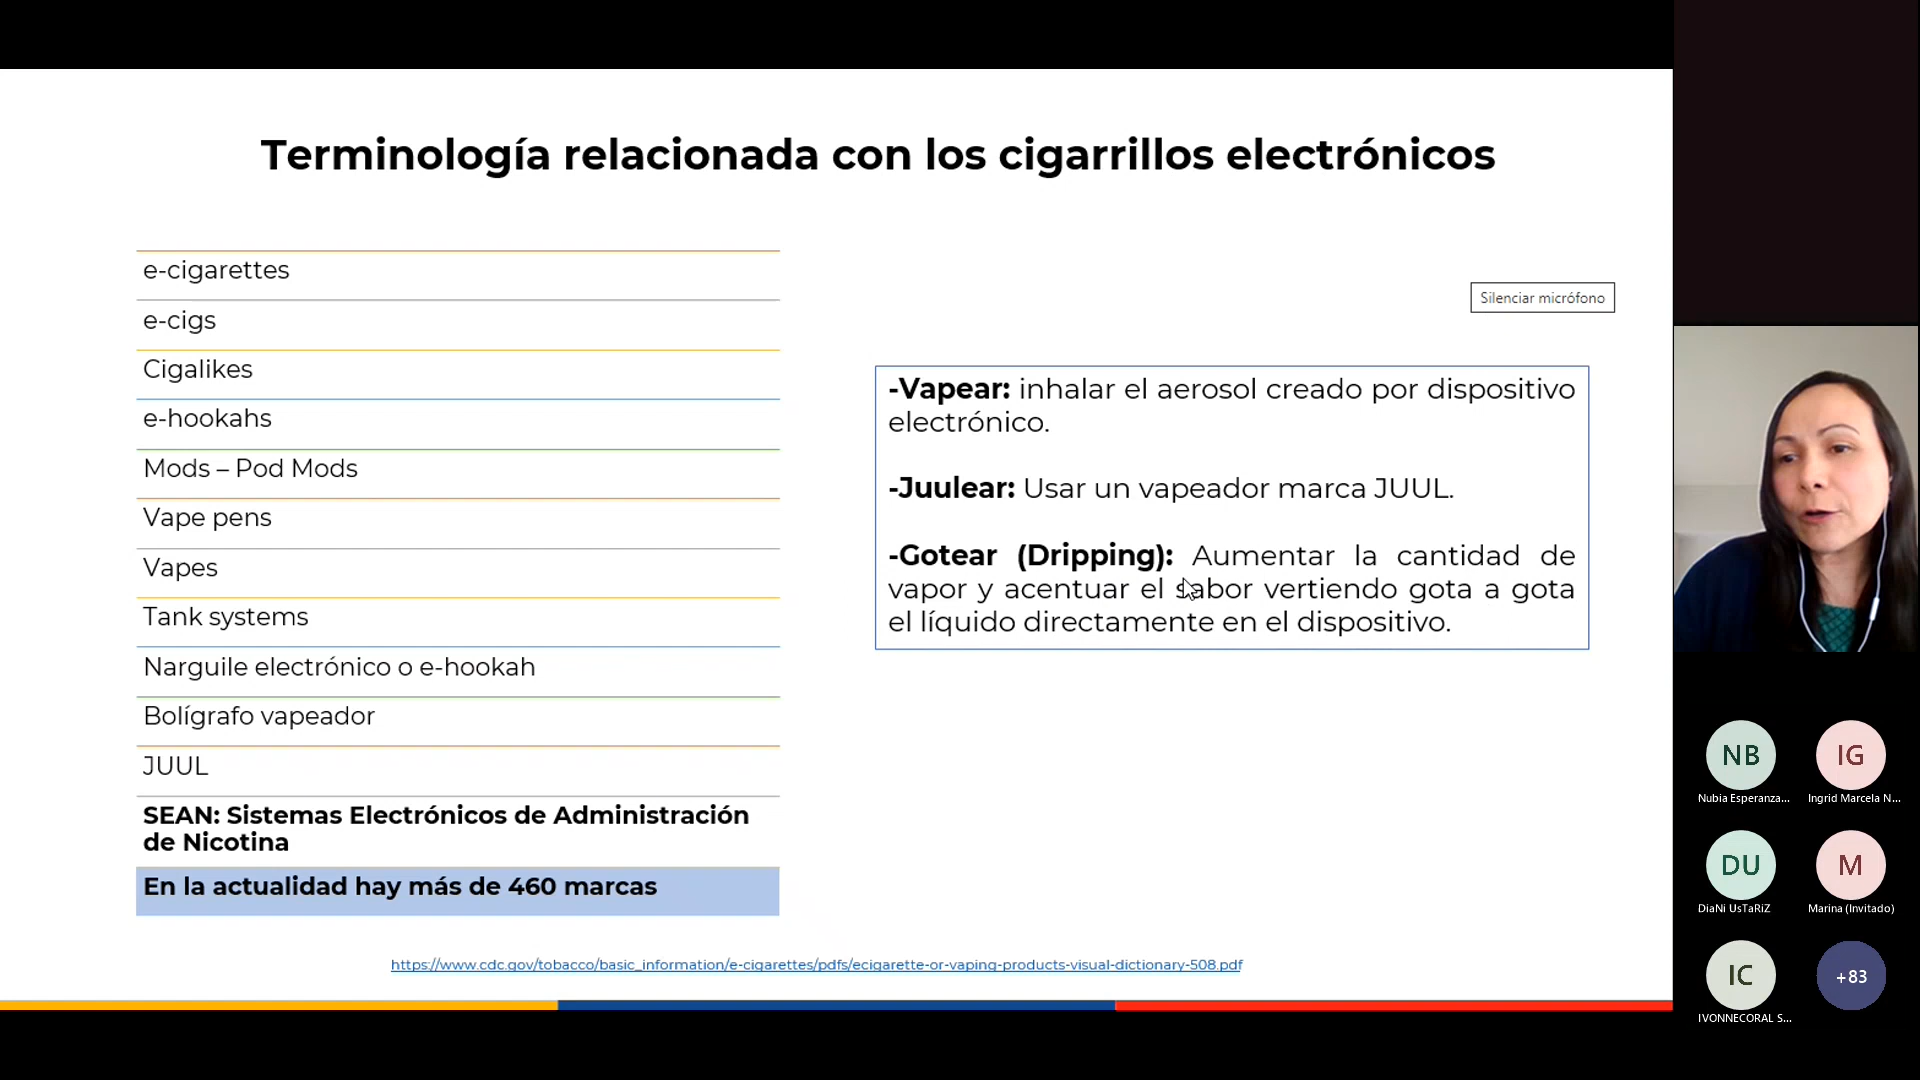 Terminología relacionada con los cigarrillos electrónicos
e-cigarettes
e-cigs
Cigalikes
e-hookahs
Mods – Pod Mods
Vape pens
Vapes
Tank systems
Narguile electrónico o e-hookah
Bolígrafo vapeador
JUUL
SEAN: Sistemas Electrónicos de Administración
de Nicotina
En la actualidad hay más de 460 marcas
Silenciar micrófono
-Vapear: inhalar el aerosol creado por dispositivo
electrónico.
-Juulear: Usar un vapeador marca JUUL.
-Gotear (Dripping): Aumentar la cantidad de
vapor y acentuar el sabor vertiendo gota a gota
el líquido directamente en el dispositivo.
https://www.cdc.gov/tobacco/basic_information/e-cigarettes/pdfs/ecigarette-or-vaping-products-visual-dictionary-508.pdf
NB
Nubia Esperanza...
IG
Ingrid Marcela N...
DU
DiaNi UsTaRiZ
M
Marina (Invitado)
IC
IVONNECORAL S...
+83